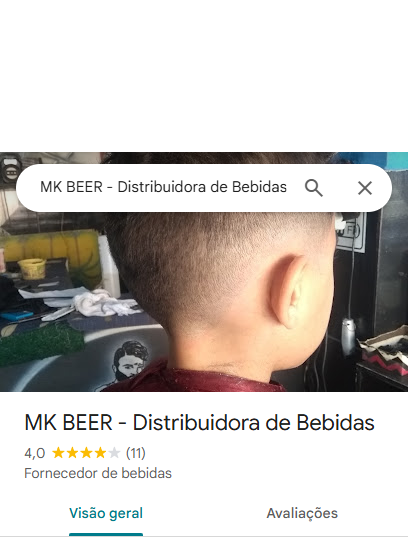 MK BEER - Distribuidora de Bebidas
MK BEER - Distribuidora de Bebidas
4,0 (11)
Fornecedor de bebidas
Visão geral Avaliações